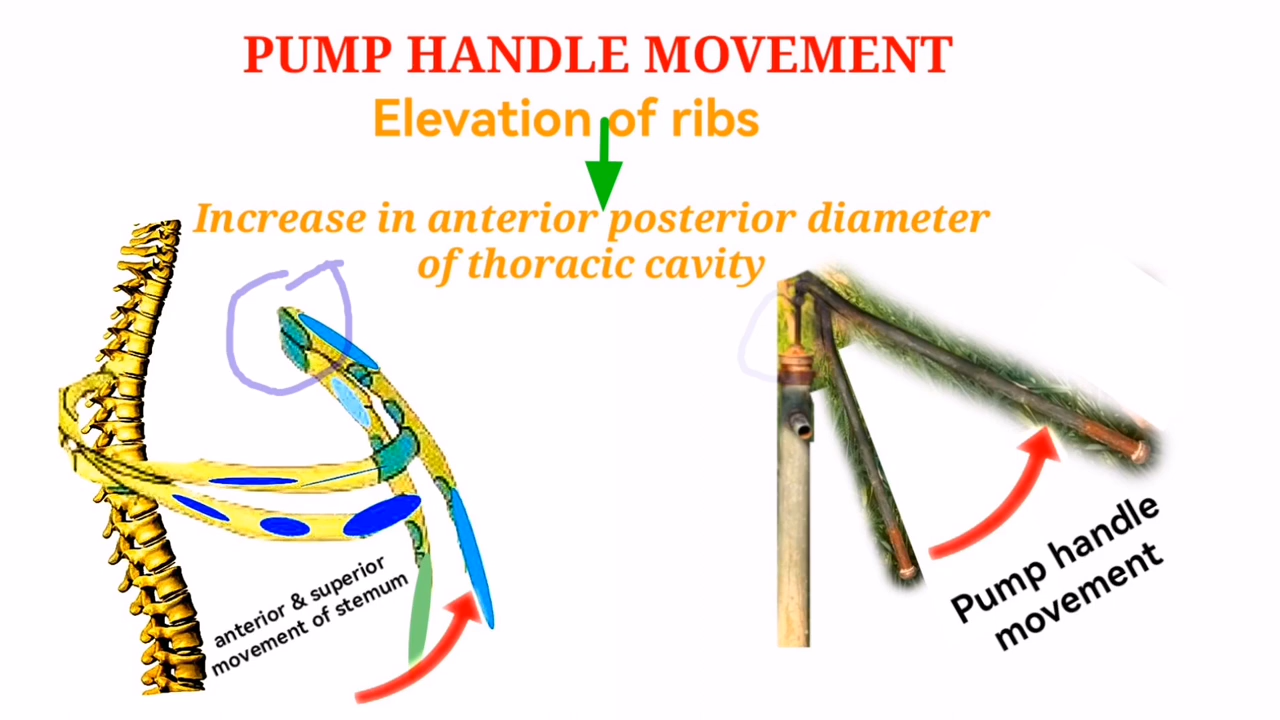 PUMP HANDLE MOVEMENT
Elevation of ribs
Increase in anterior posterior diameter
of thoracic cavity
anterior & superior
movement of stemum
Pump handle
movement